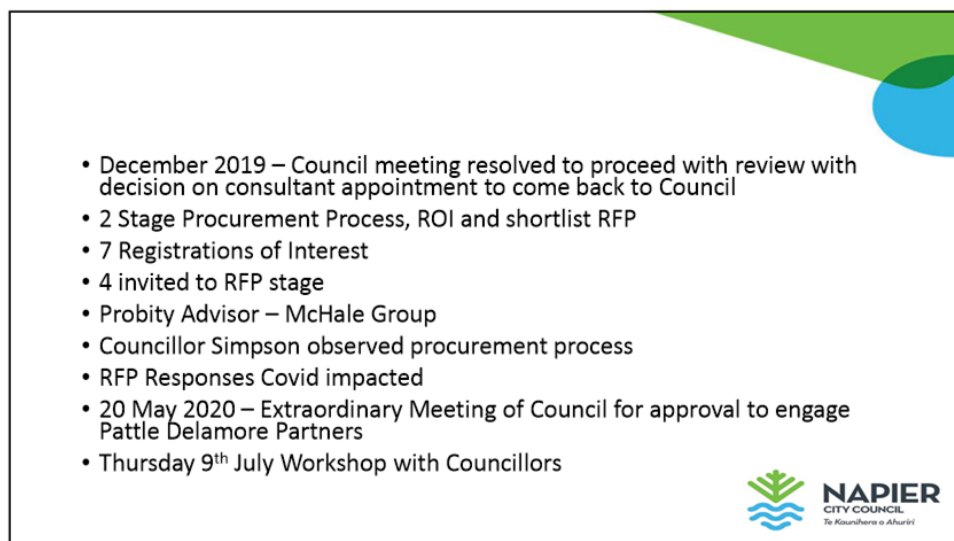 • December 2019 – Council meeting resolved to proceed with review with
decision on consultant appointment to come back to Council
• 2 Stage Procurement Process, ROI and shortlist RFP
• 7 Registrations of Interest
• 4 invited to RFP stage
• Probity Advisor – McHale Group
• Councillor Simpson observed procurement process
• RFP Responses Covid impacted
• 20 May 2020 – Extraordinary Meeting of Council for approval to engage
Pattle Delamore Partners
• Thursday 9th July Workshop with Councillors
NAPIER
CITY COUNCIL
Te Kaunihera o Ahuriri